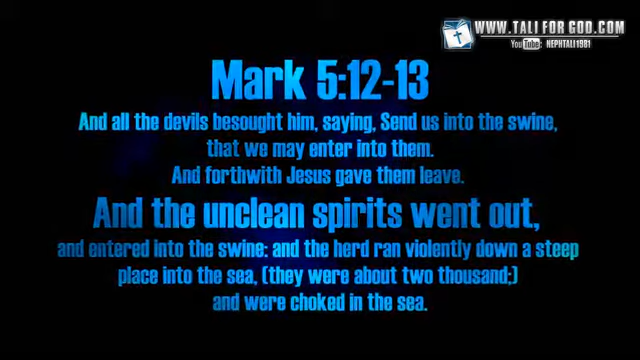 WWW.TALI FOR GOD.COM
YouTube: NEPHTALI1981
Mark 5:12-13
And all the devils besought him, saying, Send us into the swine,
that we may enter into them.
And forthwith Jesus gave them leave.
And the unclean spirits went out,
and entered into the swine: and the herd ran violently down a steep
place into the sea, (they were about two thousand;)
and were choked in the sea.